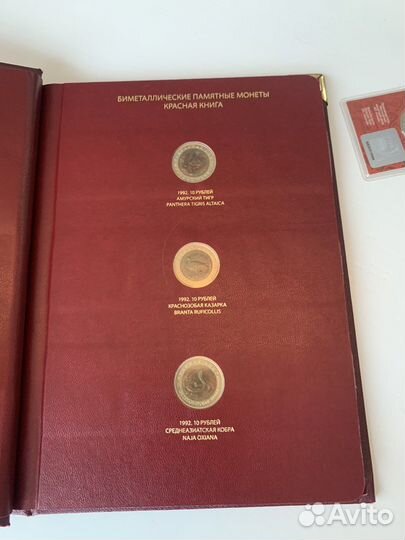 БИМЕТАЛЛИЧЕСКИЕ ПАМЯТНЫЕ МОНЕТЫ
КРАСНАЯ КНИГА
1992. 10 РУБЛЕЙ
АМУРСКИЙ ТИГР
PANTHERA TIGRIS ALTAICA
1992. 10 РУБЛЕЙ
КРАСНОЗОБАЯ КАЗАРКА
BRANTA RUFICOLLIS
1992. 10 РУБЛЕЙ
СРЕДНЕАЗИАТСКАЯ КОБРА
NAJA OXIANA
Avito